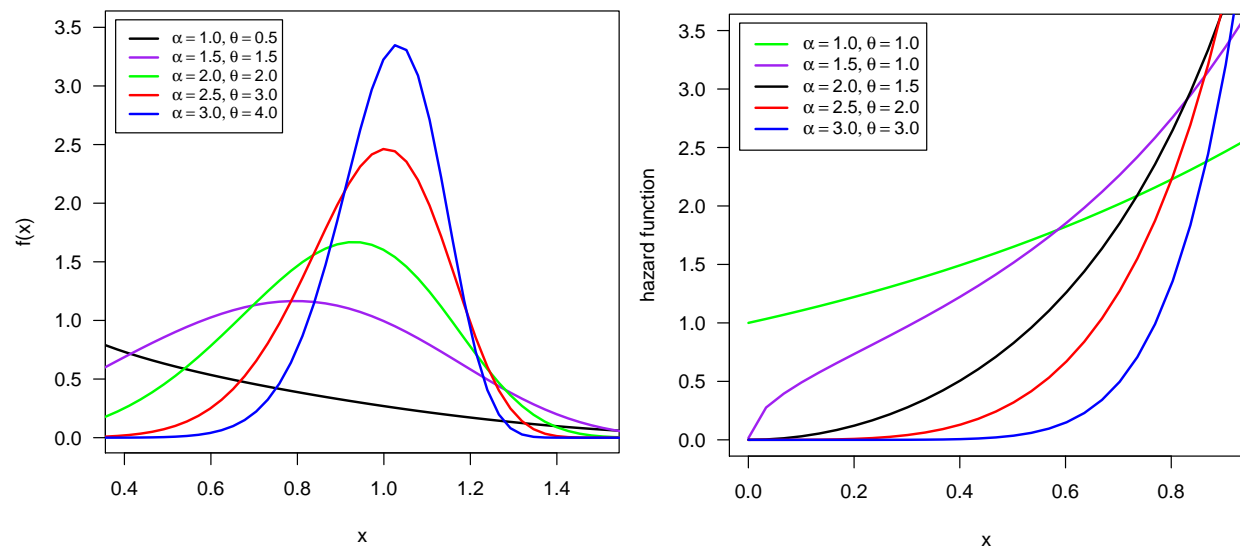 α = 1.0, θ = 0.5
α = 1.5, θ = 1.5
α = 2.0, θ = 2.0
α = 2.5, θ = 3.0
α = 3.0, θ = 4.0
3.5
3.0
2.5
2.0
1.5
1.0
0.5
0.0
f(x)
0.4 0.6 0.8 1.0 1.2 1.4
x
α = 1.0, θ = 1.0
α = 1.5, θ = 1.0
α = 2.0, θ = 1.5
α = 2.5, θ = 2.0
α = 3.0, θ = 3.0
3.5
3.0
2.5
2.0
1.5
1.0
0.5
0.0
hazard function
0.0 0.2 0.4 0.6 0.8
x